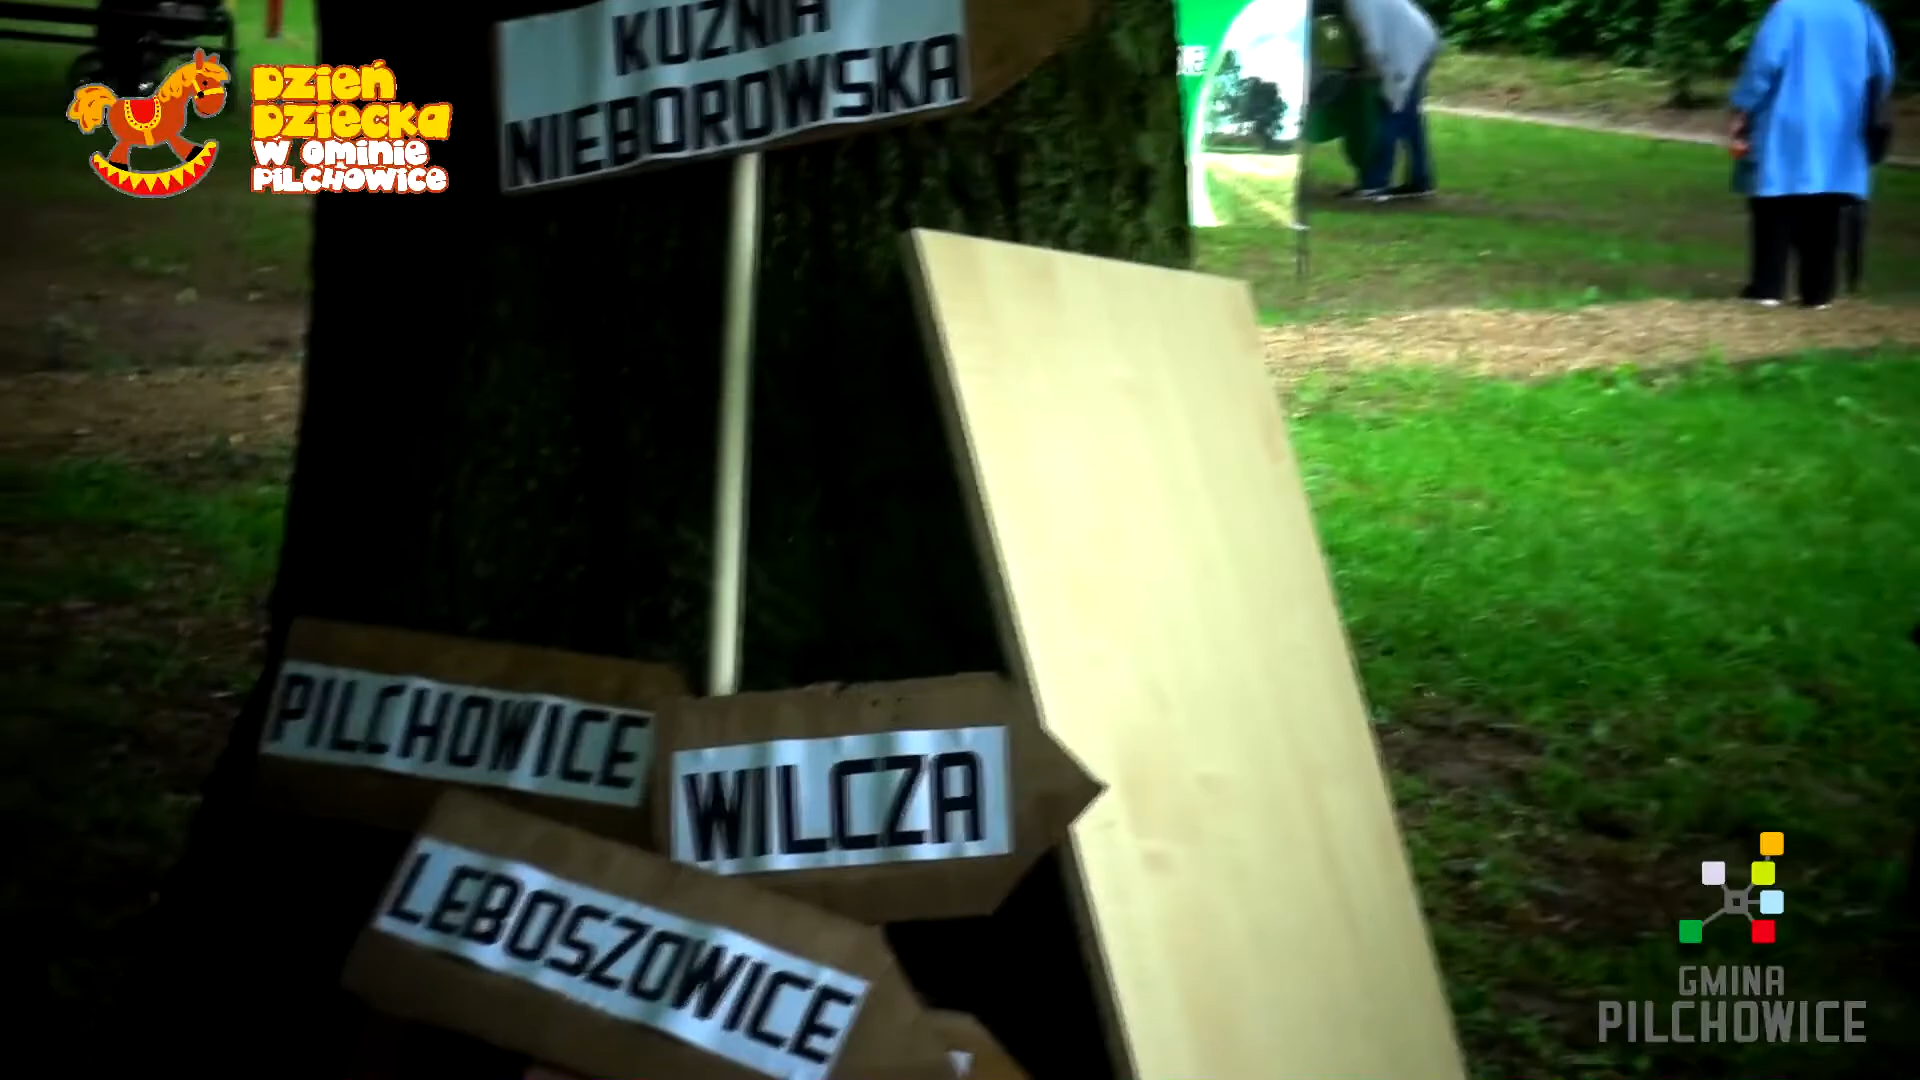 DZIEŃ
DZIECKA
W GMINIE
PILCHOWICE
KUŹNIA
NIEBOROWSKA
PILCHOWICE
WILCZA
LEBOSZOWICE
GMINA
PILCHOWICE